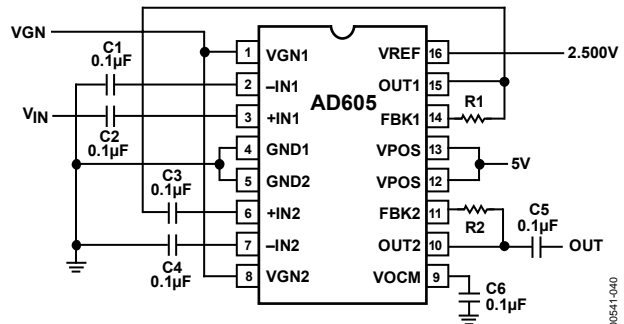 VGN
C1
0.1µF
VIN
C2
0.1µF
C3
0.1µF
C4
0.1µF
AD605
1 VGN1
2 –IN1
3 +IN1
4 GND1
5 GND2
6 +IN2
7 –IN2
8 VGN2
VREF 16
OUT1 15
FBK1 14
VPOS 13
VPOS 12
FBK2 11
OUT2 10
VOCM 9
2.500V
R1
5V
R2
C5
0.1µF
OUT
C6
0.1µF
00541-040